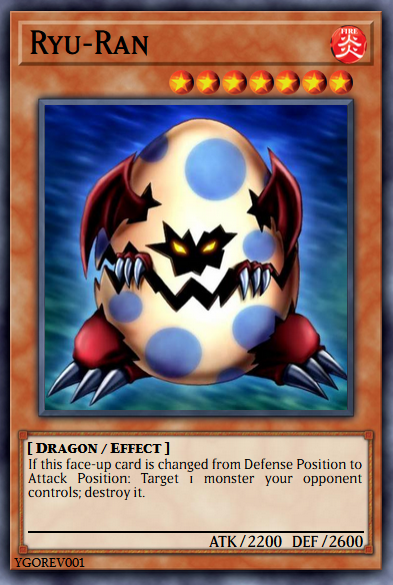 Ryu-Ran
FIRE
炎
[ Dragon / Effect ]
If this face-up card is changed from Defense Position to
Attack Position: Target 1 monster your opponent
controls; destroy it.
ATK/2200 DEF/2600
YGOREV001